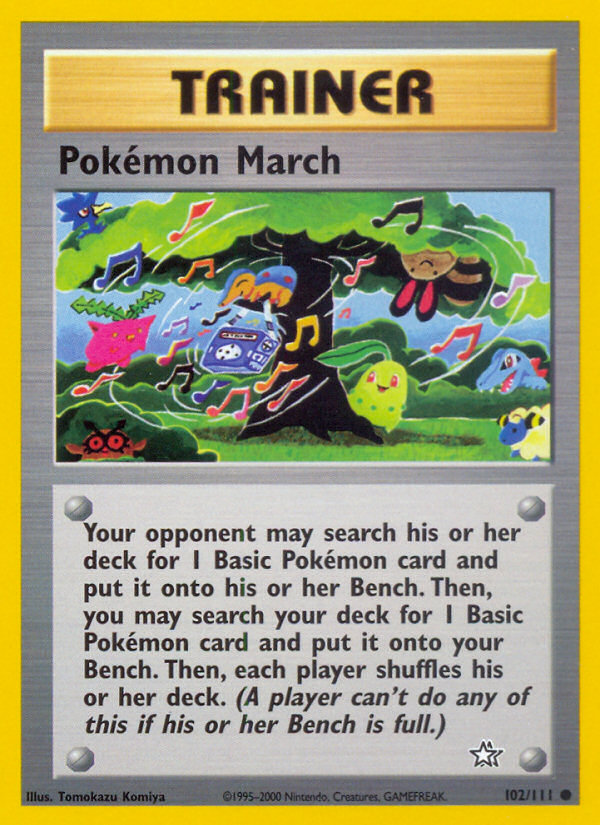 TRAINER
Pokémon March
Your opponent may search his or her
deck for 1 Basic Pokémon card and
put it onto his or her Bench. Then,
you may search your deck for 1 Basic
Pokémon card and put it onto your
Bench. Then, each player shuffles his
or her deck. (A player can't do any of
this if his or her Bench is full.)
Illus. Tomokazu Komiya ©1995–2000 Nintendo, Creatures, GAMEFREAK. 102/111